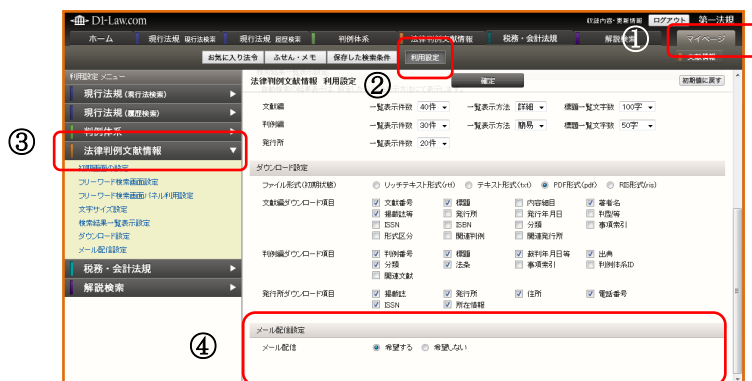 D1-Law.com
収録内容・更新情報 ログアウト 第一法規
ホーム 現行法規 現行法検索 現行法規 履歴検索 判例体系 法律判例文献情報 税務・会計法規 解説検索 マイページ
①
お気に入り法令 ふせん・メモ 保存した検索条件 利用設定 文献情報
利用設定 メニュー
法律判例文献情報 利用設定 ② 確定 初期値に戻す
現行法規(現行法検索)
現行法規(履歴検索)
判例体系
③ 法律判例文献情報
初期画面の設定
フリーワード検索画面設定
フリーワード検索画面パネル利用設定
文字サイズ設定
検索結果一覧表示設定
ダウンロード設定
メール配信設定
税務・会計法規
解説検索
文献編 一覧表示件数 40件 一覧表示方法 詳細 標題一覧文字数 100字
判例編 一覧表示件数 30件 一覧表示方法 簡易 標題一覧文字数 50字
発行所 一覧表示件数 20件
ダウンロード設定
ファイル形式(初期状態) リッチテキスト形式(rtf) テキスト形式(txt) PDF形式(pdf) RIS形式(ris)
文献編ダウンロード項目 文献番号 標題 内容細目 著者名
掲載誌等 発行所 発行年月日 判型等
ISSN ISBN 分類 事項索引
形式区分 関連判例 関連発行所
判例編ダウンロード項目 判例番号 標題 裁判年月日等 出典
分類 法条 事項索引 判例体系ID
関連文献
発行所ダウンロード項目 掲載誌 発行所 住所 電話番号
ISSN 所在情報
④
メール配信設定
メール配信 希望する 希望しない